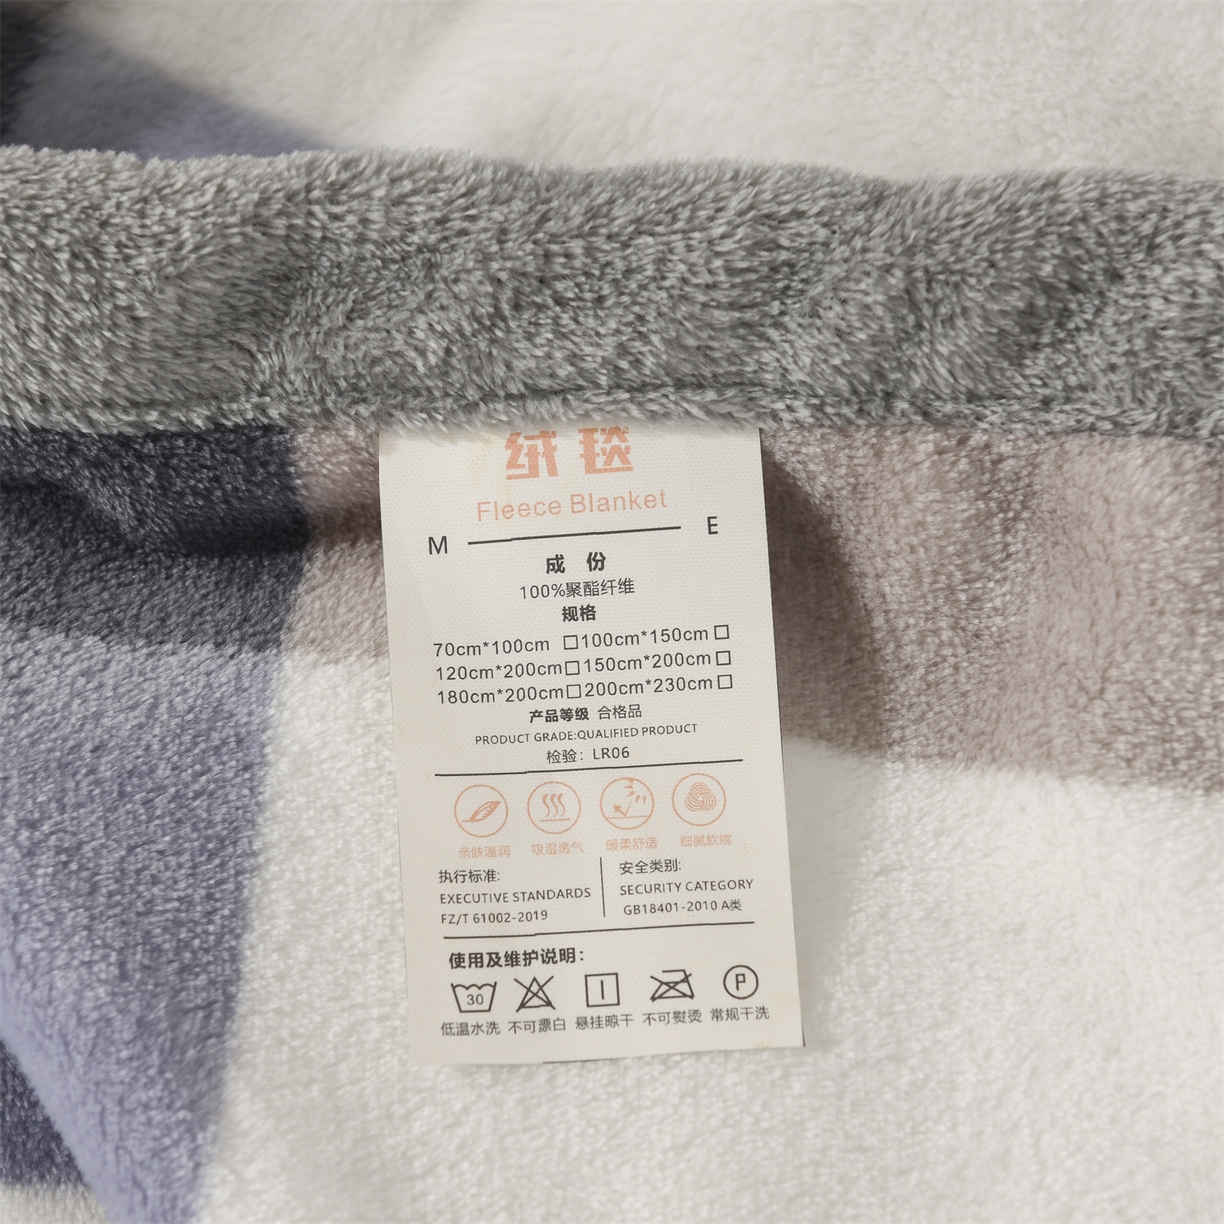 绒毯
Fleece Blanket
M E
成份
100%聚酯纤维
规格
70cm*100cm □100cm*150cm□
120cm*200cm□150cm*200cm□
180cm*200cm□200cm*230cm□
产品等级 合格品
PRODUCT GRADE:QUALIFIED PRODUCT
检验：LR06
亲肤温润 吸湿透气 暖柔舒适 细腻软糯
执行标准:
EXECUTIVE STANDARDS
FZ/T 61002-2019
安全类别:
SECURITY CATEGORY
GB18401-2010 A类
使用及维护说明：
30 P
低温水洗 不可漂白 悬挂晾干 不可熨烫 常规干洗